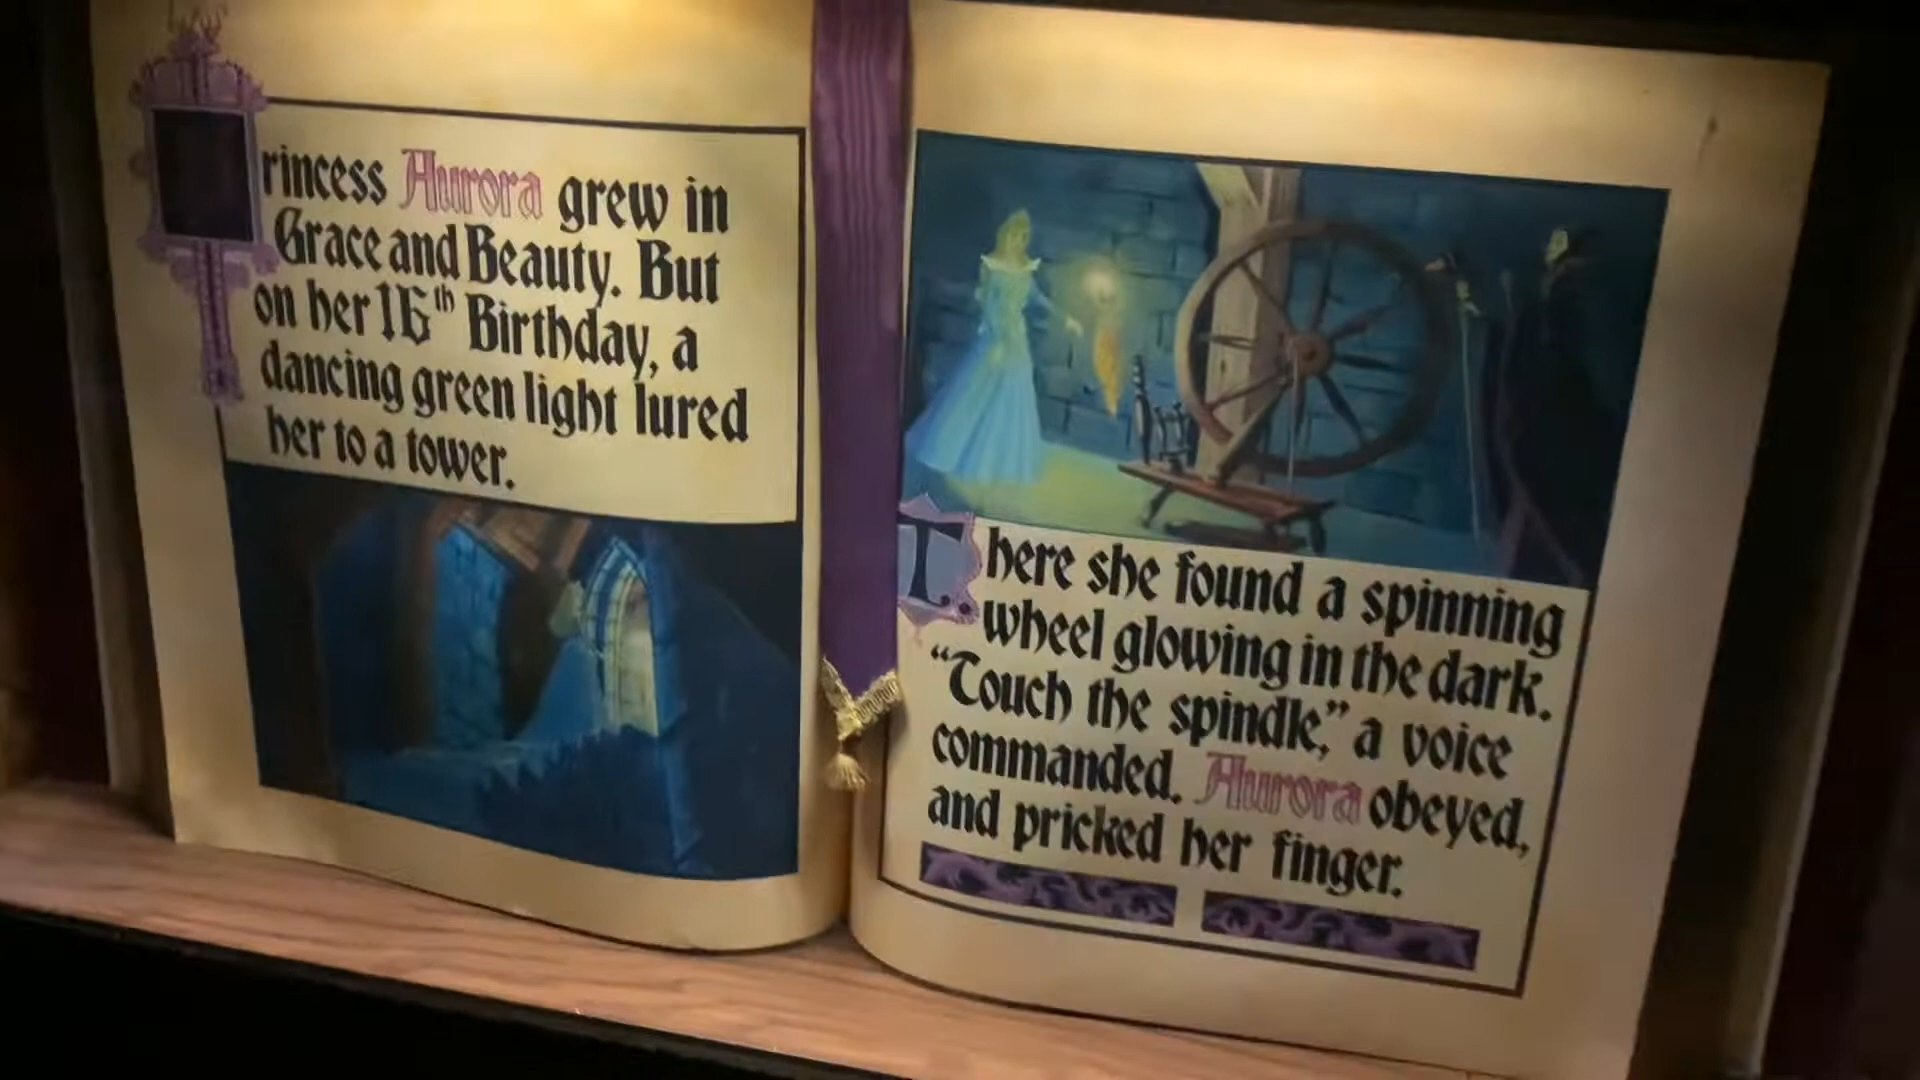 rincess Aurora grew in
Grace and Beauty. But
on her 16th Birthday, a
dancing green light lured
her to a tower.
There she found a spinning
wheel glowing in the dark.
“Touch the spindle,” a voice
commanded. Aurora obeyed,
and pricked her finger.